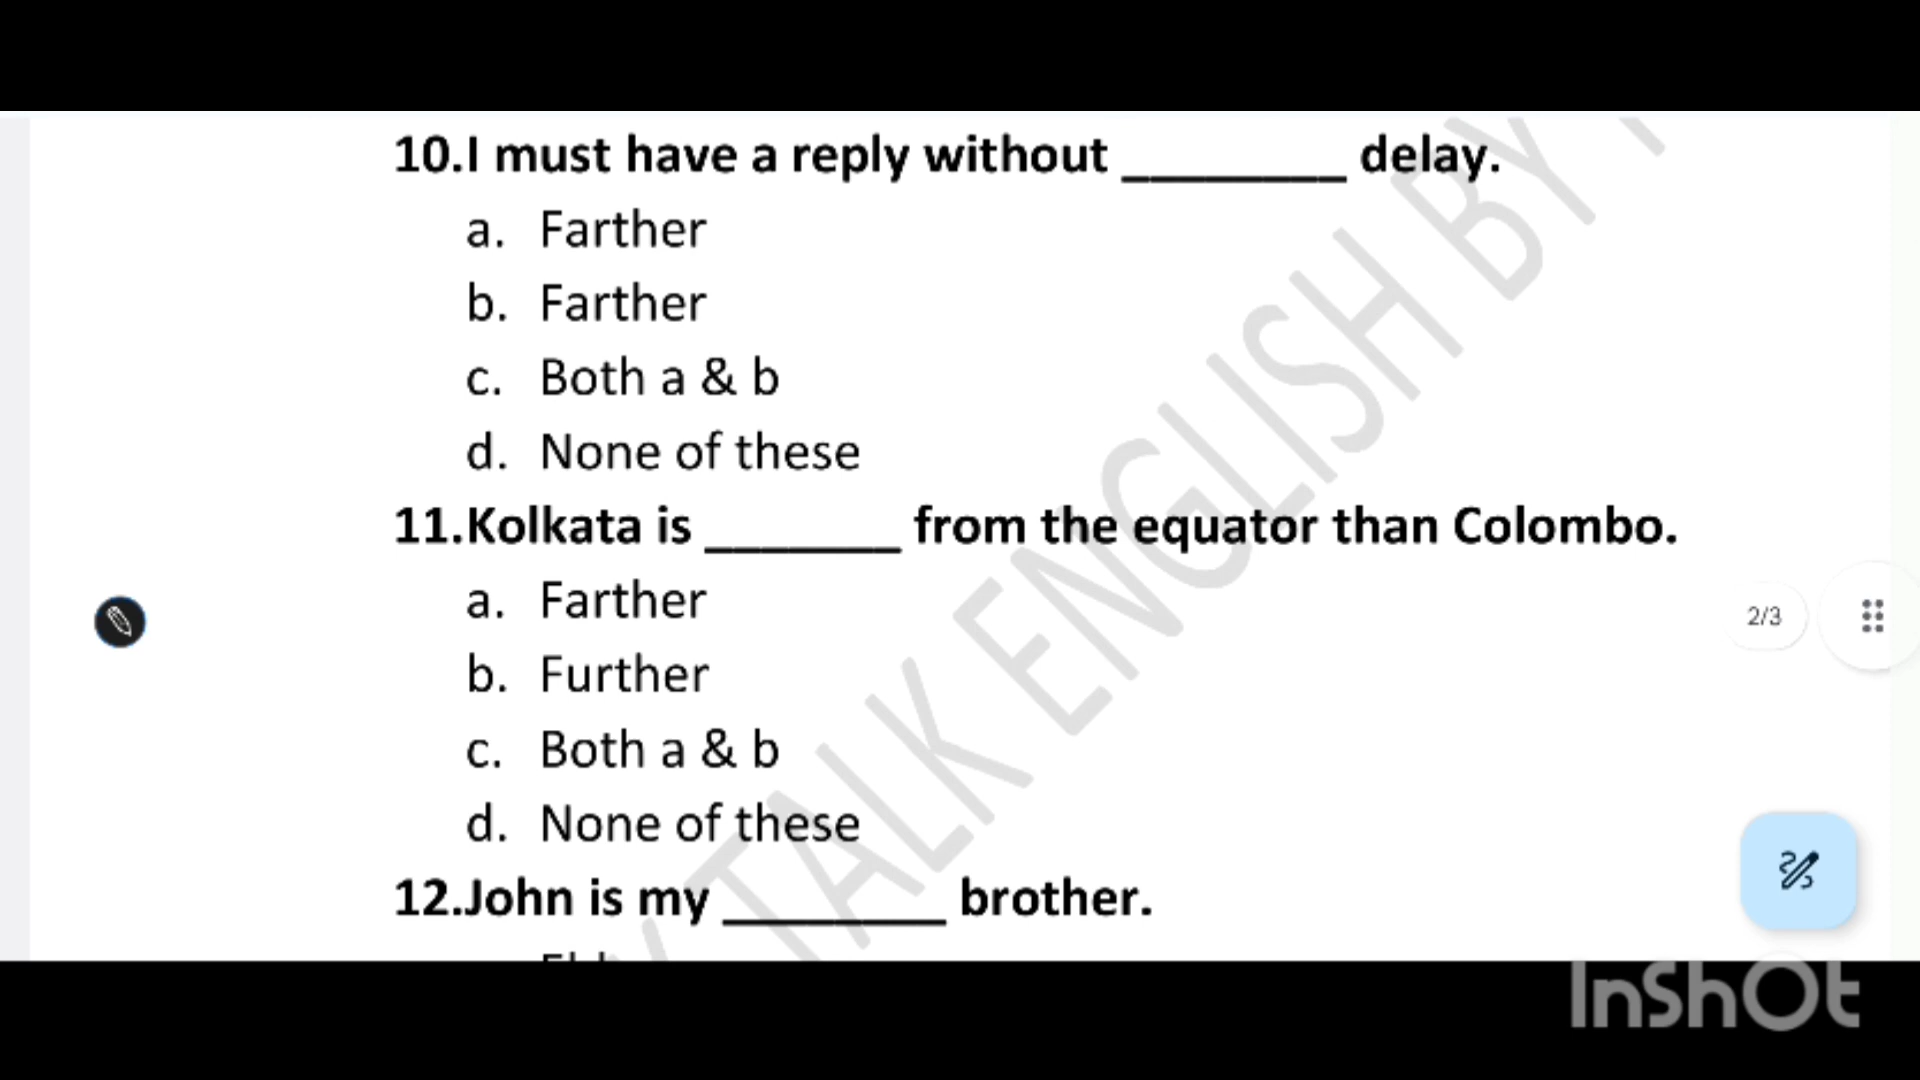 10.I must have a reply without ________ delay.
a. Farther
b. Farther
c. Both a & b
d. None of these
11.Kolkata is _______ from the equator than Colombo.
a. Farther
b. Further
c. Both a & b
d. None of these
12.John is my ________ brother.
TALK ENGLISH BY
2/3
InShOt